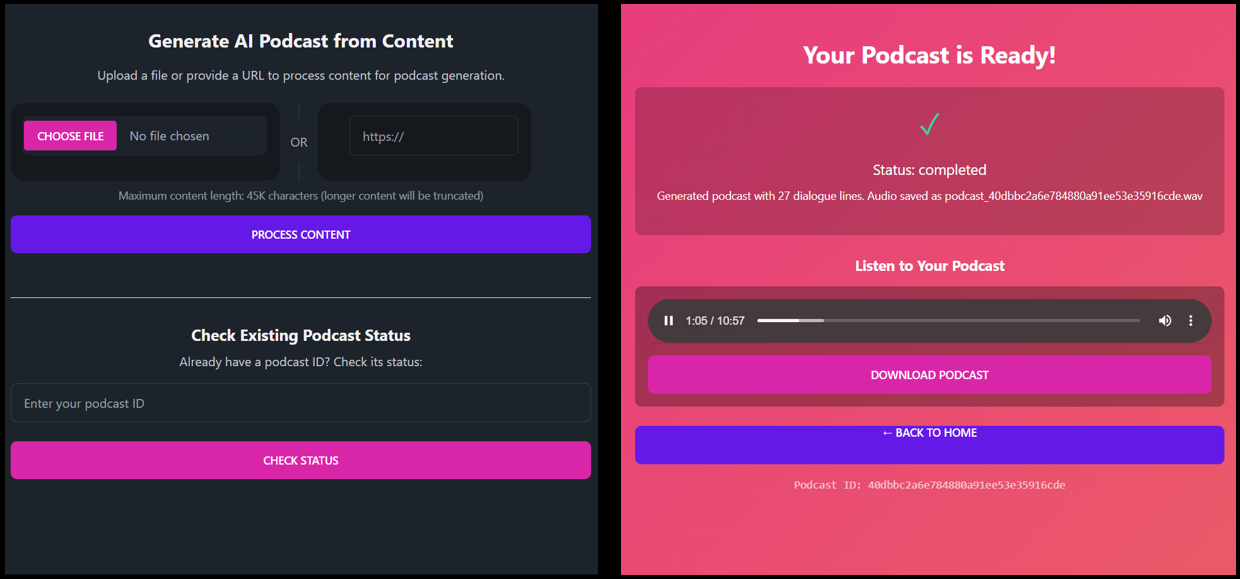 Generate AI Podcast from Content
Upload a file or provide a URL to process content for podcast generation.
CHOOSE FILE No file chosen
OR
https://
Maximum content length: 45K characters (longer content will be truncated)
PROCESS CONTENT
Check Existing Podcast Status
Already have a podcast ID? Check its status:
Enter your podcast ID
CHECK STATUS
Your Podcast is Ready!
✓
Status: completed
Generated podcast with 27 dialogue lines. Audio saved as podcast_40dbbc2a6e784880a91ee53e35916cde.wav
Listen to Your Podcast
1:05 / 10:57
DOWNLOAD PODCAST
← BACK TO HOME
Podcast ID: 40dbbc2a6e784880a91ee53e35916cde